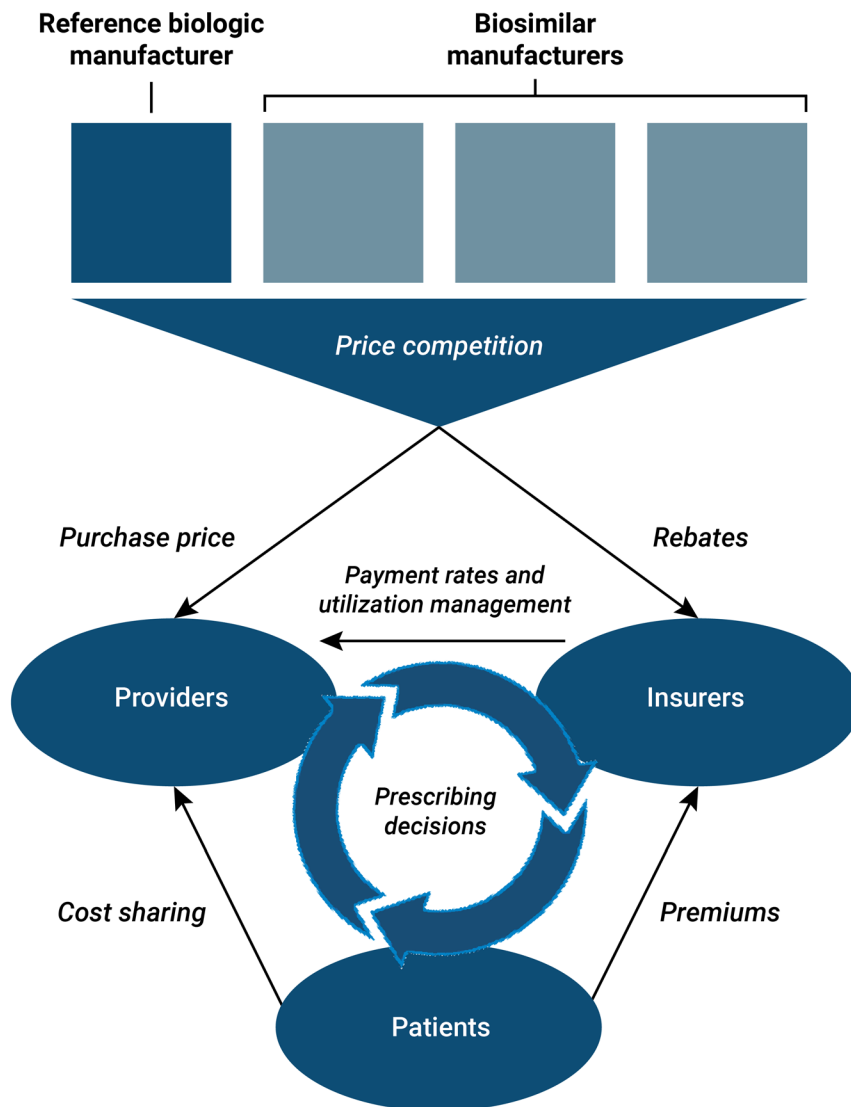 Reference biologic
manufacturer
Biosimilar
manufacturers
Price competition
Purchase price
Rebates
Payment rates and
utilization management
Providers
Insurers
Prescribing
decisions
Cost sharing
Premiums
Patients